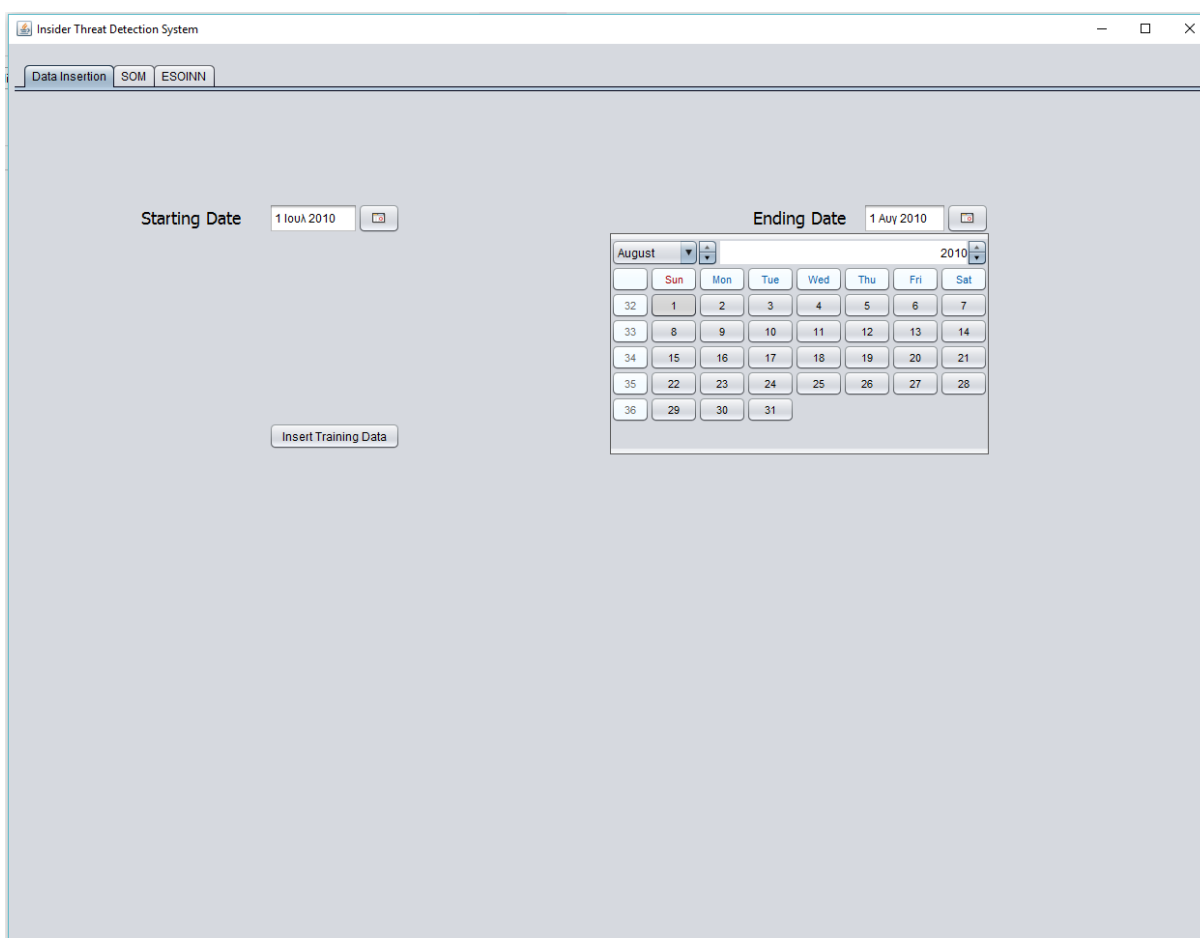 Insider Threat Detection System
Data Insertion SOM ESOINN
Starting Date 1 Ιουλ 2010 Ending Date 1 Αυγ 2010
August 2010
Sun Mon Tue Wed Thu Fri Sat
32 1 2 3 4 5 6 7
33 8 9 10 11 12 13 14
34 15 16 17 18 19 20 21
35 22 23 24 25 26 27 28
36 29 30 31
Insert Training Data